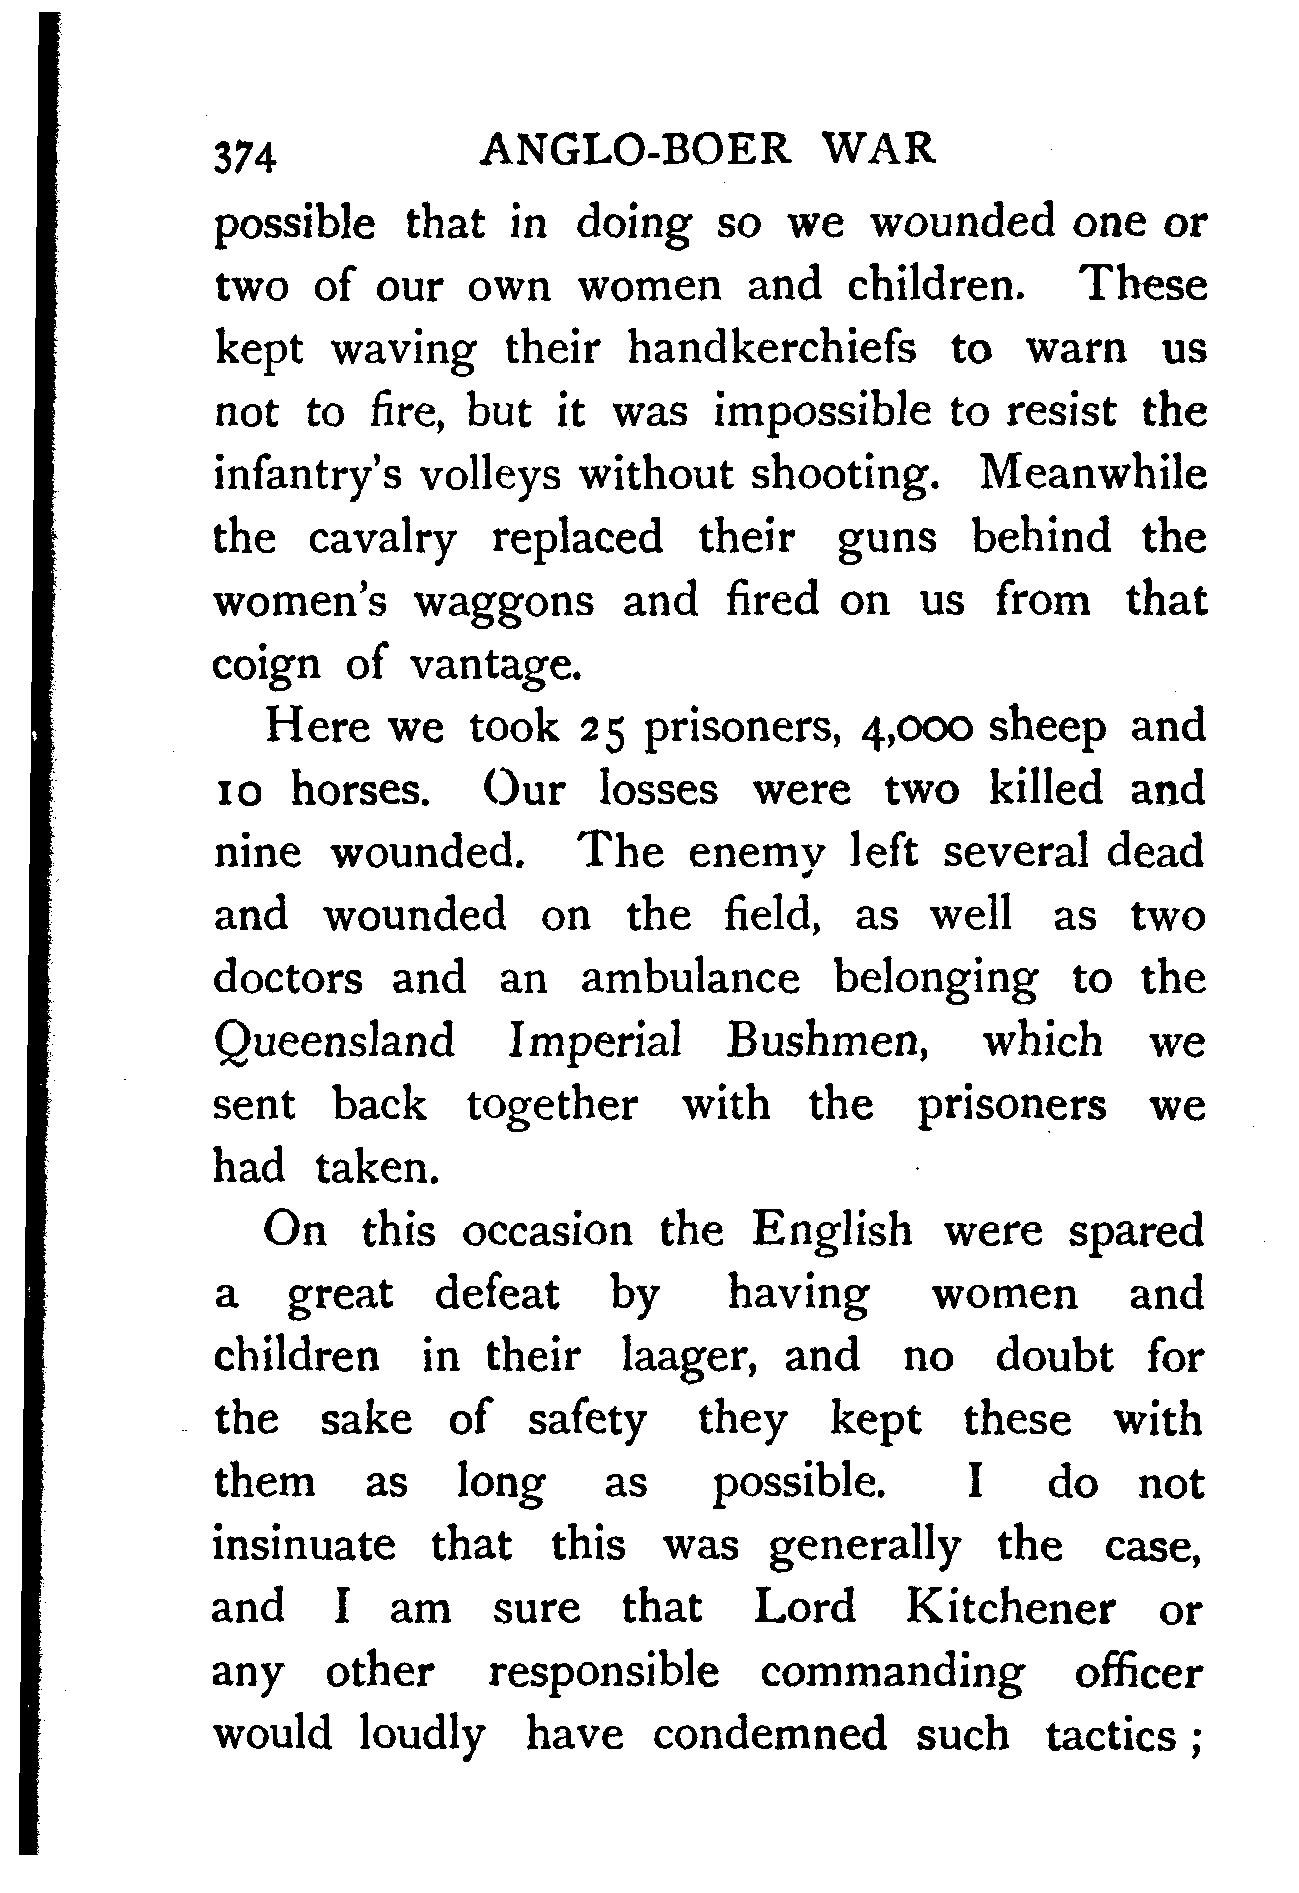 374 ANGLO-BOER WAR
possible that in doing so we wounded one or
two of our own women and children. These
kept waving their handkerchiefs to warn us
not to fire, but it was impossible to resist the
infantry's volleys without shooting. Meanwhile
the cavalry replaced their guns behind the
women's waggons and fired on us from that
coign of vantage.
Here we took 25 prisoners, 4,000 sheep and
10 horses. Our losses were two killed and
nine wounded. The enemy left several dead
and wounded on the field, as well as two
doctors and an ambulance belonging to the
Queensland Imperial Bushmen, which we
sent back together with the prisoners we
had taken.
On this occasion the English were spared
a great defeat by having women and
children in their laager, and no doubt for
the sake of safety they kept these with
them as long as possible. I do not
insinuate that this was generally the case,
and I am sure that Lord Kitchener or
any other responsible commanding officer
would loudly have condemned such tactics ;